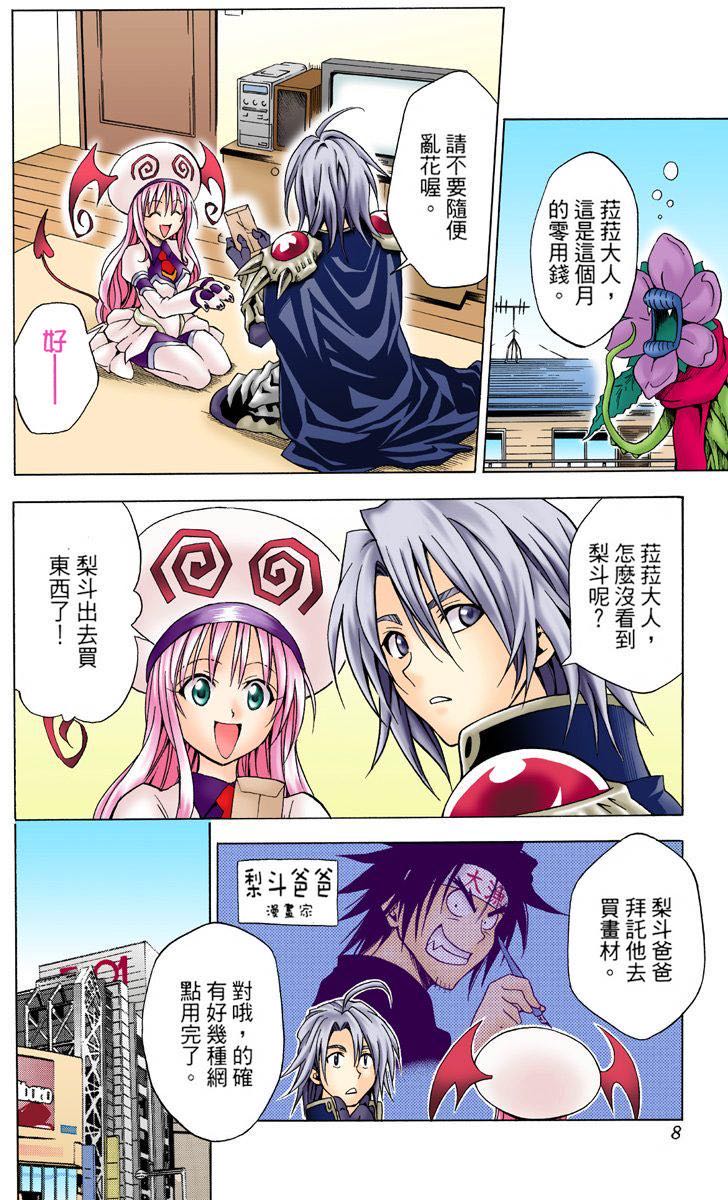 菈菈大人，
這是這個月
的零用錢。
請不要隨便
亂花喔。
好——
菈菈大人，
怎麼沒看到
梨斗呢？
梨斗出去買
東西了！
梨斗爸爸
拜託他去
買畫材。
梨斗爸爸
漫畫家
對哦，的確
有好幾種網
點用完了。
8